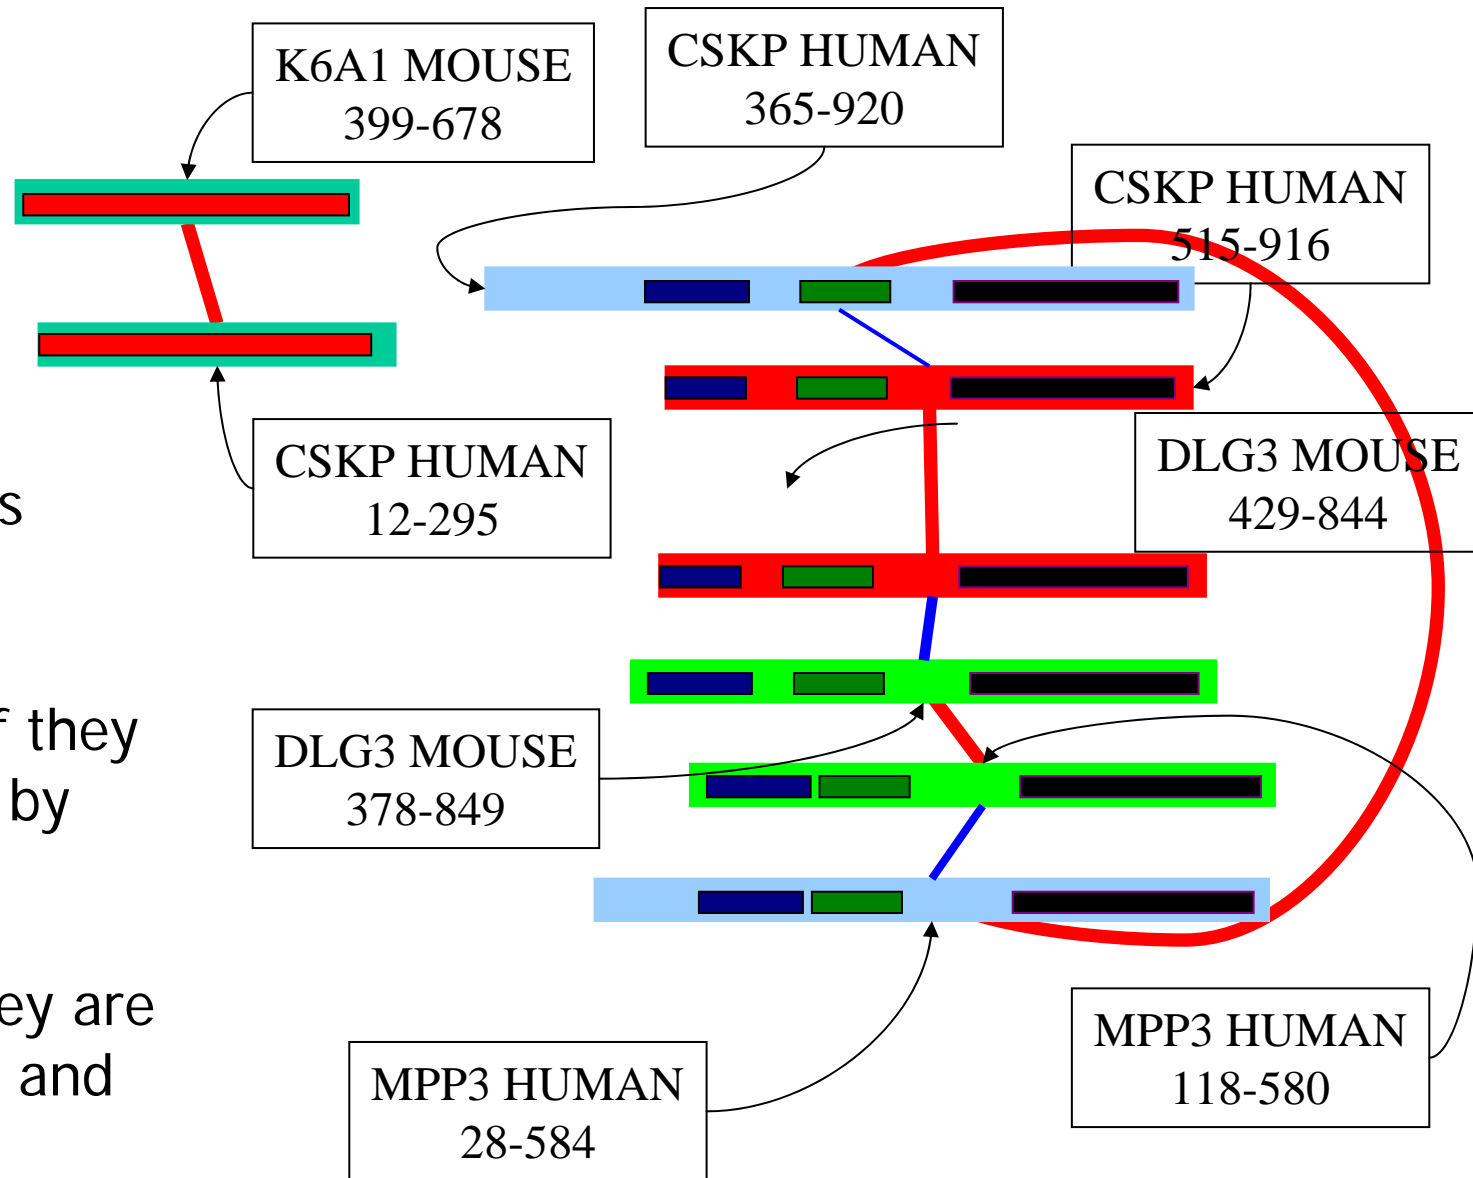 K6A1 MOUSE
399-678
CSKP HUMAN
365-920
CSKP HUMAN
515-916
CSKP HUMAN
12-295
DLG3 MOUSE
429-844
s
f they
by
DLG3 MOUSE
378-849
ey are
and
MPP3 HUMAN
28-584
MPP3 HUMAN
118-580